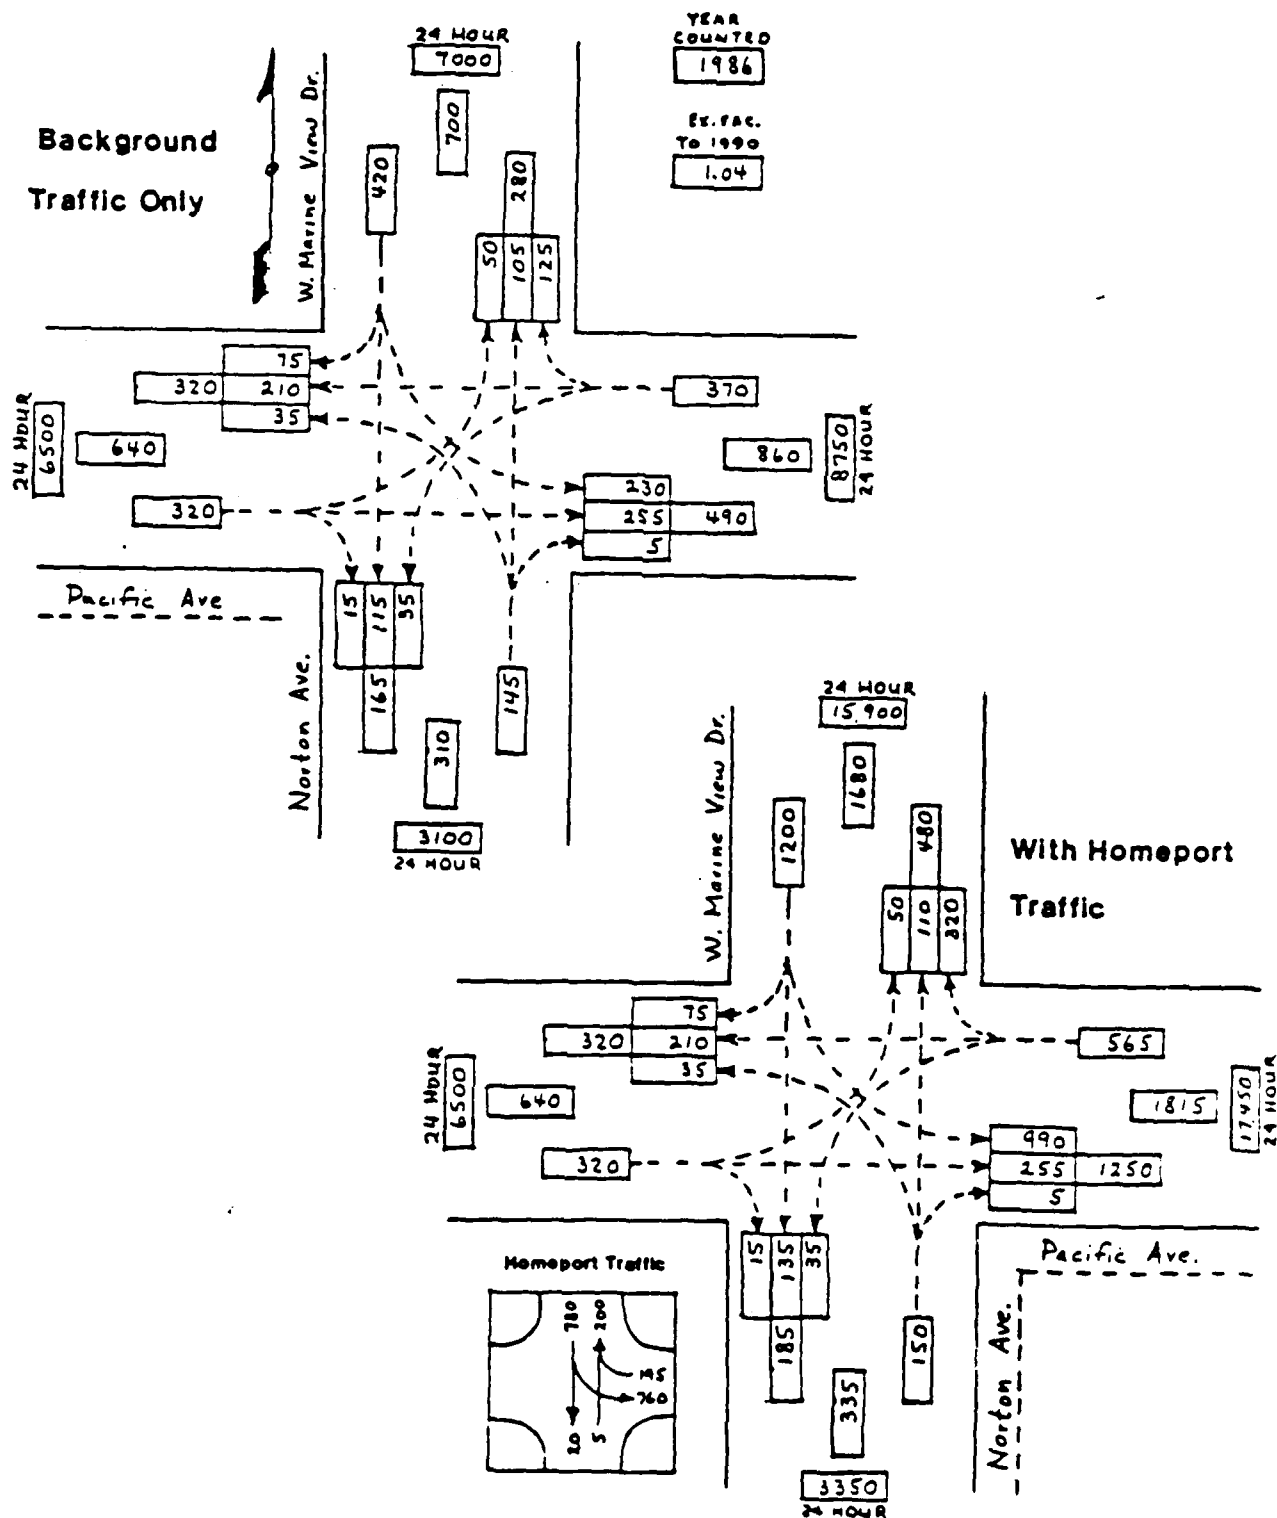 24 HOUR
7000
700
YEAR
COUNTED
1986
EX. FAC.
TO 1990
1.04
Background
Traffic Only
W. Marine View Dr.
420
280
50 105 125
75
320 210
35
370
24 HOUR
6500
640
860
8750
24 HOUR
320
230
255 490
5
Pacific Ave
15 115 35
165
145
Norton Ave.
310
3100
24 HOUR
24 HOUR
15,900
1680
W. Marine View Dr.
1200
480
50 110 320
With Homeport
Traffic
75
320 210
35
565
24 HOUR
6500
640
1815
17,450
24 HOUR
320
990
255 1250
5
15 135 35
185
150
Pacific Ave.
Norton Ave.
335
3350
24 HOUR
Homeport Traffic
780 200
195
760
20 5